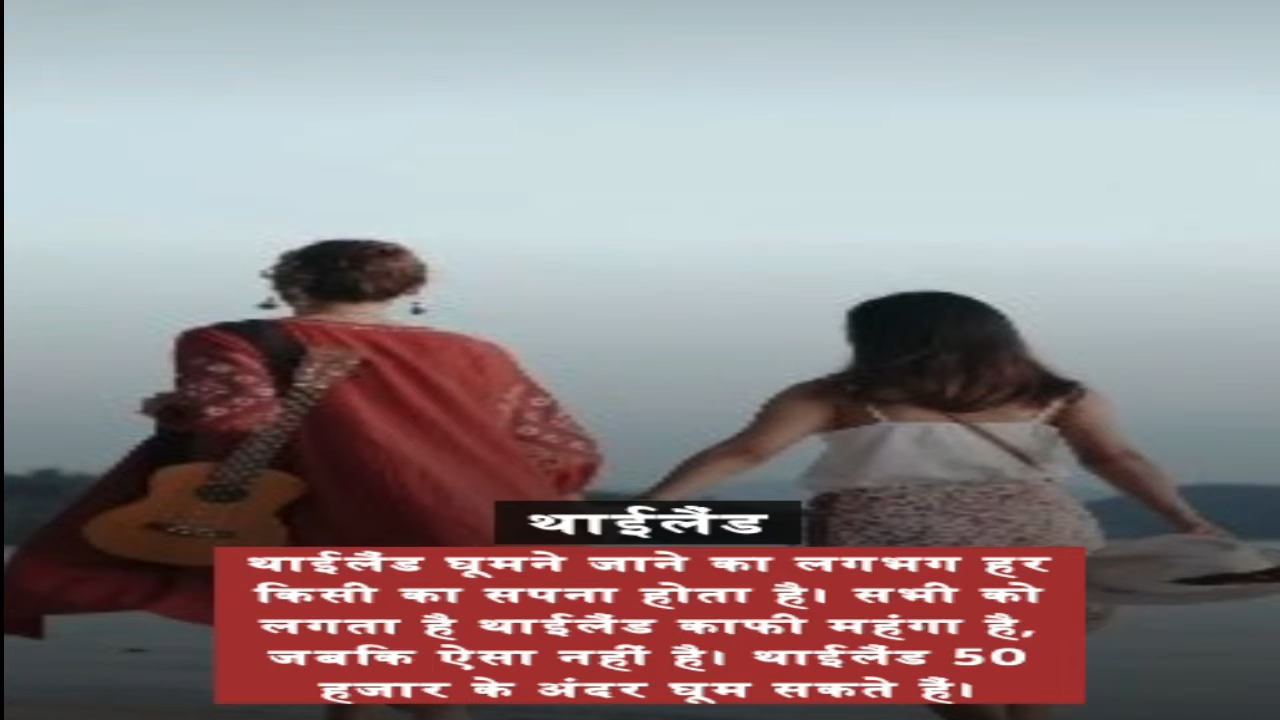 थाईलैंड
थाईलैंड घूमने जाने का लगभग हर
किसी का सपना होता है। सभी को
लगता है थाईलैंड काफी महंगा है,
जबकि ऐसा नहीं है। थाईलैंड 50
हजार के अंदर घूम सकते हैं।